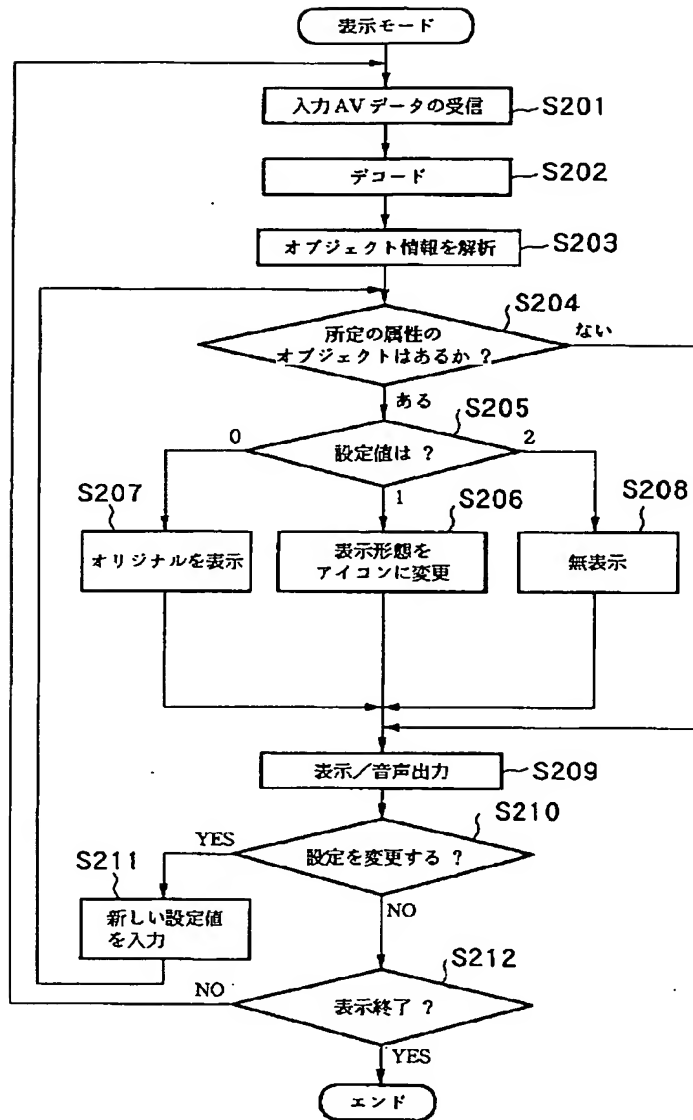 表示モード
入力AVデータの受信
S201
デコード
S202
オブジェクト情報を解析
S203
S204
所定の属性の
オブジェクトはあるか ?
ない
ある
S205
0
設定値は ?
2
1
S207
S206
S208
オリジナルを表示
表示形態を
アイコンに変更
無表示
表示/音声出力
S209
S210
YES
設定を変更する ?
S211
新しい設定値
を入力
NO
S212
NO
表示終了 ?
YES
エンド